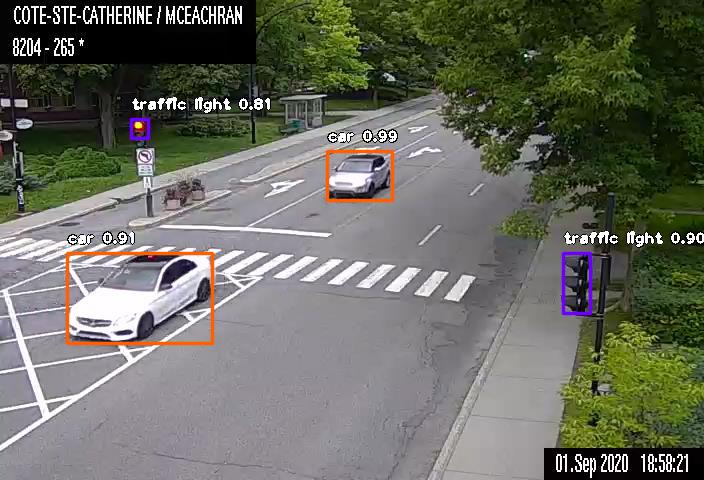 COTE-STE-CATHERINE / MCEACHRAN
8204 - 265 *
traffic light 0.81
car 0.99
car 0.91
traffic light 0.90
01.Sep 2020 18:58:21